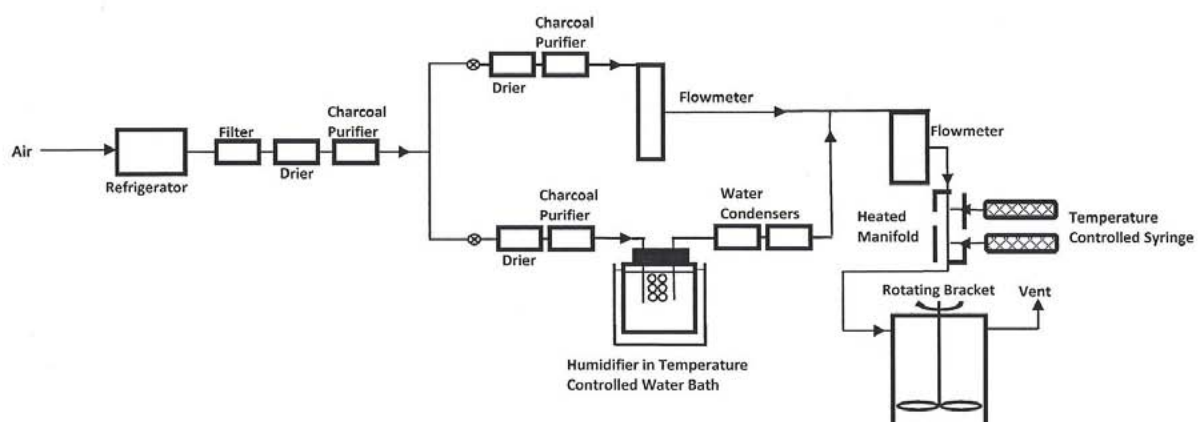 Air
Refrigerator
Filter
Drier
Charcoal
Purifier
Drier
Charcoal
Purifier
Flowmeter
Drier
Charcoal
Purifier
Humidifier in Temperature
Controlled Water Bath
Water
Condensers
Flowmeter
Heated
Manifold
Temperature
Controlled Syringe
Rotating Bracket
Vent